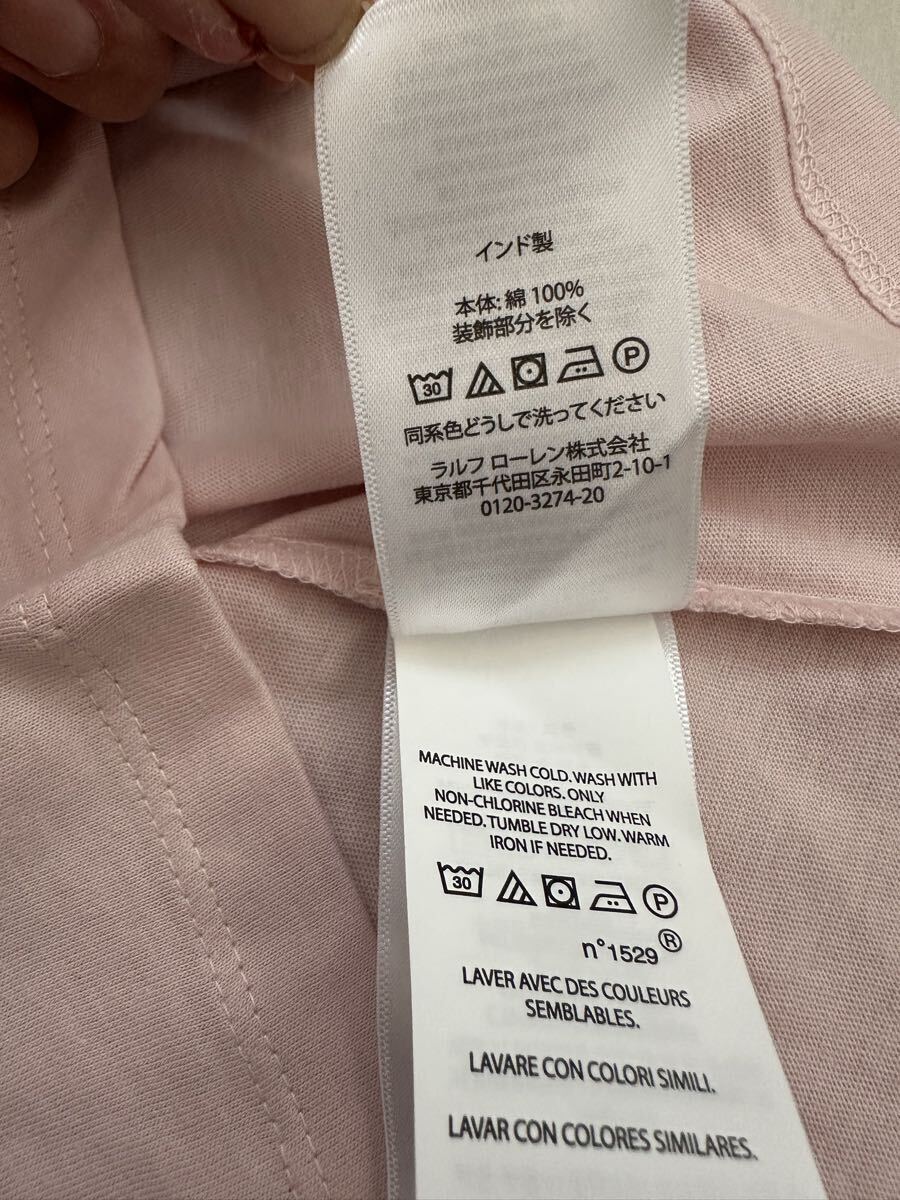 インド製
本体: 綿 100%
装飾部分を除く
30 P
同系色どうしで洗ってください
ラルフ ローレン株式会社
東京都千代田区永田町2-10-1
0120-3274-20
MACHINE WASH COLD. WASH WITH
LIKE COLORS. ONLY
NON-CHLORINE BLEACH WHEN
NEEDED. TUMBLE DRY LOW. WARM
IRON IF NEEDED.
30 P
n°1529 ®
LAVER AVEC DES COULEURS
SEMBLABLES.
LAVARE CON COLORI SIMILI.
LAVAR CON COLORES SIMILARES.